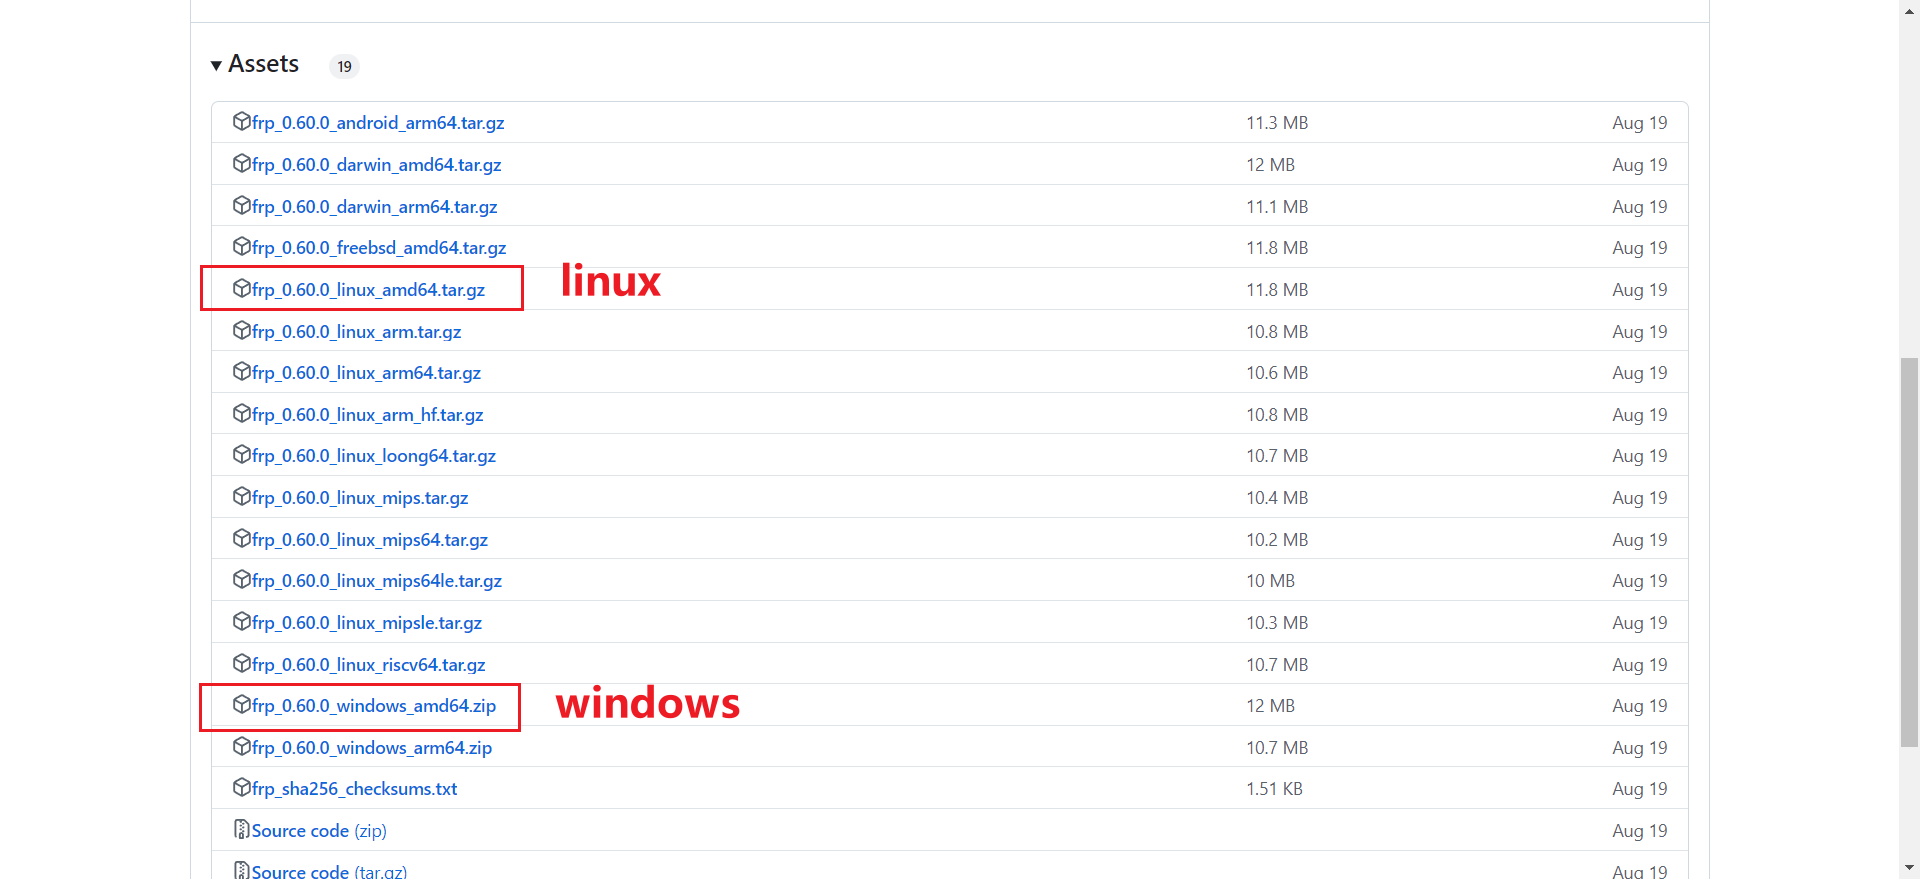 Assets 19
frp_0.60.0_android_arm64.tar.gz 11.3 MB Aug 19
frp_0.60.0_darwin_amd64.tar.gz 12 MB Aug 19
frp_0.60.0_darwin_arm64.tar.gz 11.1 MB Aug 19
frp_0.60.0_freebsd_amd64.tar.gz 11.8 MB Aug 19
frp_0.60.0_linux_amd64.tar.gz linux 11.8 MB Aug 19
frp_0.60.0_linux_arm.tar.gz 10.8 MB Aug 19
frp_0.60.0_linux_arm64.tar.gz 10.6 MB Aug 19
frp_0.60.0_linux_arm_hf.tar.gz 10.8 MB Aug 19
frp_0.60.0_linux_loong64.tar.gz 10.7 MB Aug 19
frp_0.60.0_linux_mips.tar.gz 10.4 MB Aug 19
frp_0.60.0_linux_mips64.tar.gz 10.2 MB Aug 19
frp_0.60.0_linux_mips64le.tar.gz 10 MB Aug 19
frp_0.60.0_linux_mipsle.tar.gz 10.3 MB Aug 19
frp_0.60.0_linux_riscv64.tar.gz 10.7 MB Aug 19
frp_0.60.0_windows_amd64.zip windows 12 MB Aug 19
frp_0.60.0_windows_arm64.zip 10.7 MB Aug 19
frp_sha256_checksums.txt 1.51 KB Aug 19
Source code (zip) Aug 19
Source code (tar.gz) Aug 19